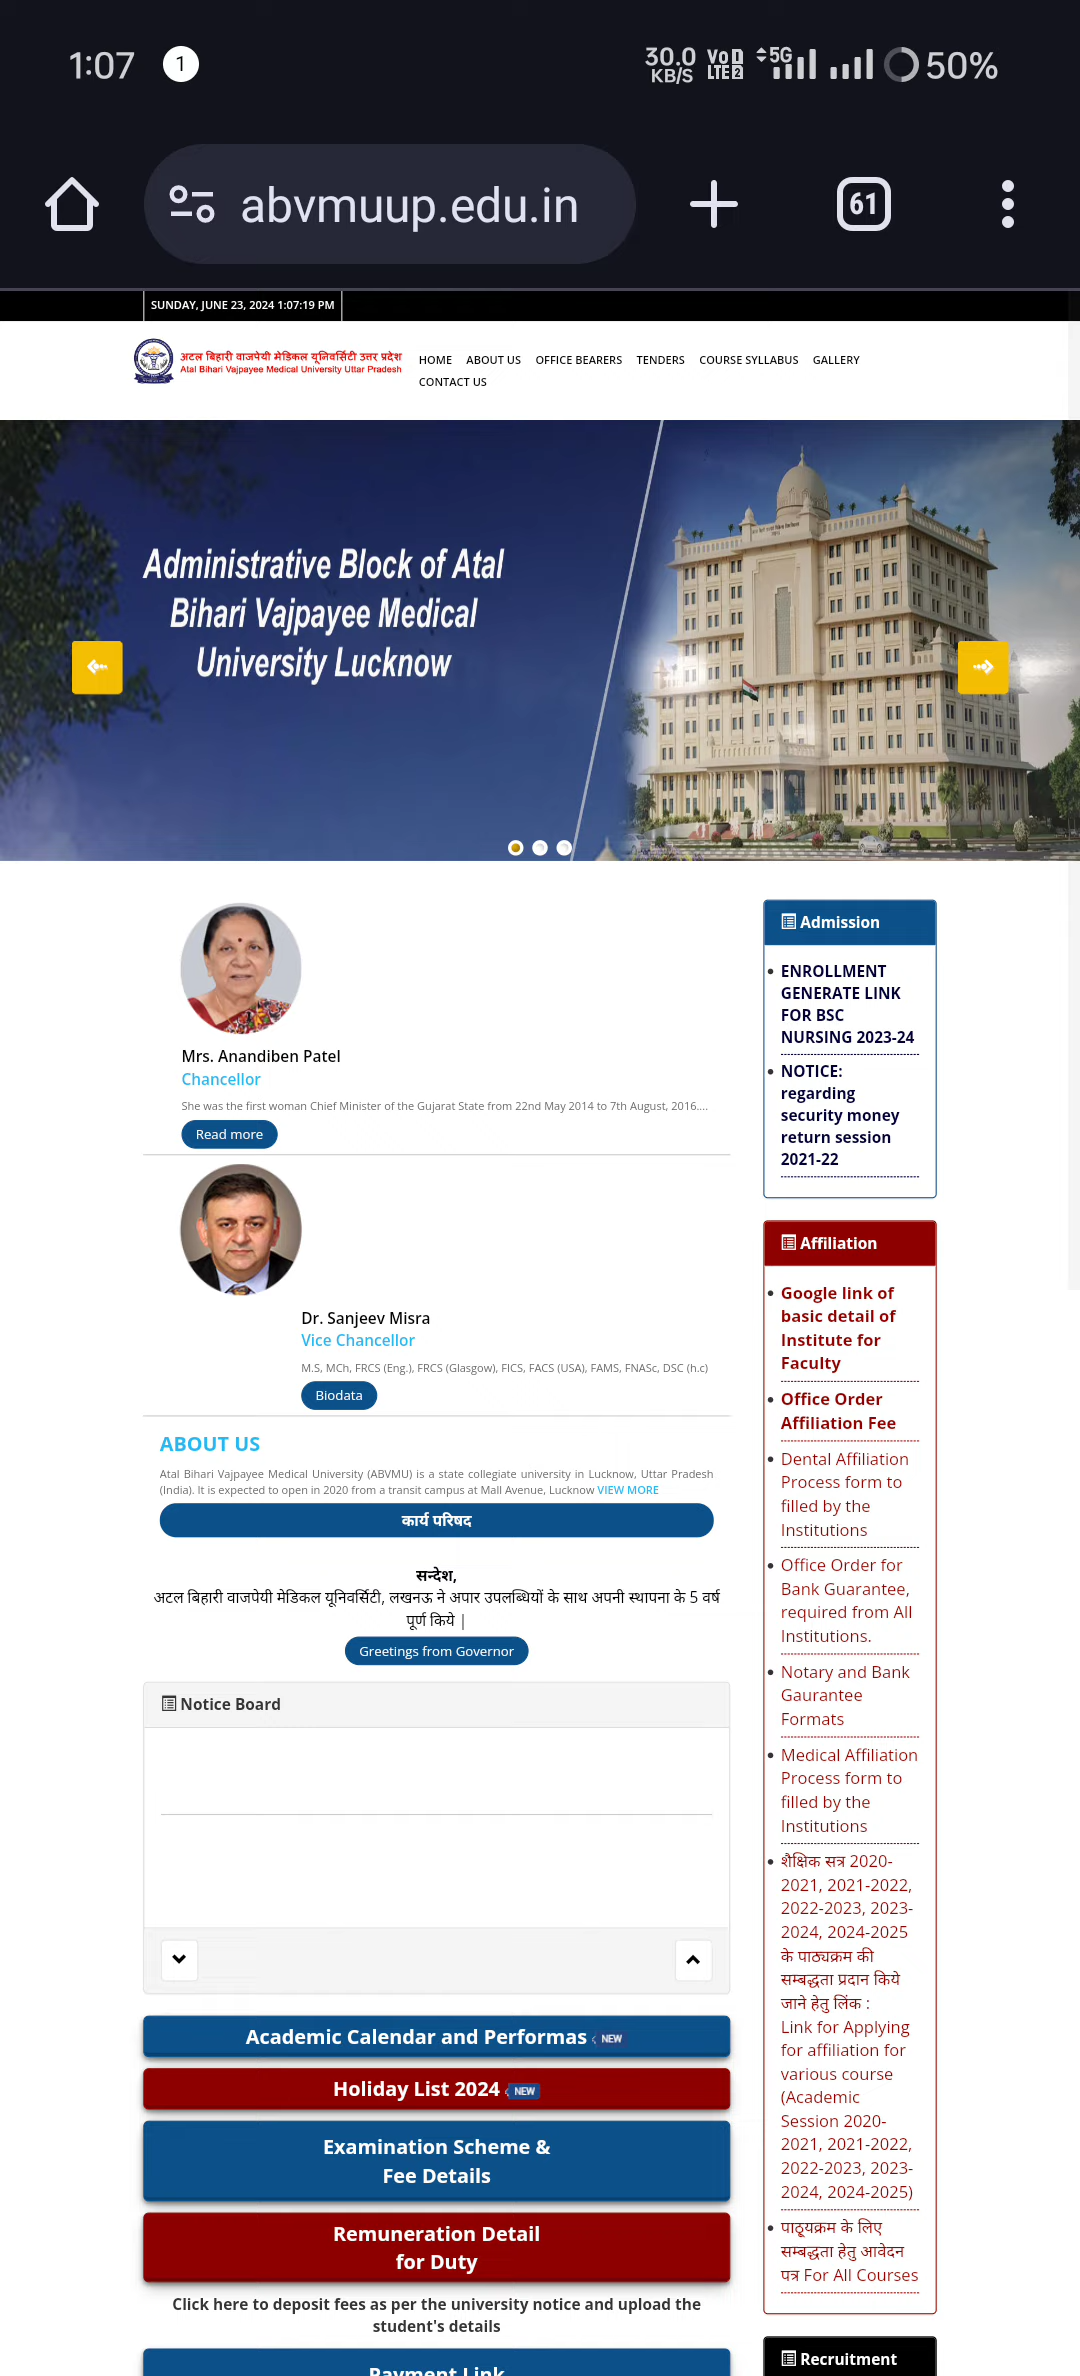 1:07
1
30.0
KB/S
Vo 1
LTE 2
5G
50%
abvmuup.edu.in
61
SUNDAY, JUNE 23, 2024 1:07:19 PM
अटल बिहारी वाजपेयी मेडिकल यूनिवर्सिटी उत्तर प्रदेश
Atal Bihari Vajpayee Medical University Uttar Pradesh
HOME ABOUT US OFFICE BEARERS TENDERS COURSE SYLLABUS GALLERY
CONTACT US
Administrative Block of Atal
Bihari Vajpayee Medical
University Lucknow
Mrs. Anandiben Patel
Chancellor
She was the first woman Chief Minister of the Gujarat State from 22nd May 2014 to 7th August, 2016....
Read more
Dr. Sanjeev Misra
Vice Chancellor
M.S, MCh, FRCS (Eng.), FRCS (Glasgow), FICS, FACS (USA), FAMS, FNASc, DSC (h.c)
Biodata
ABOUT US
Atal Bihari Vajpayee Medical University (ABVMU) is a state collegiate university in Lucknow, Uttar Pradesh
(India). It is expected to open in 2020 from a transit campus at Mall Avenue, Lucknow VIEW MORE
कार्य परिषद
सन्देश,
अटल बिहारी वाजपेयी मेडिकल यूनिवर्सिटी, लखनऊ ने अपार उपलब्धियों के साथ अपनी स्थापना के 5 वर्ष
पूर्ण किये |
Greetings from Governor
Notice Board
Academic Calendar and Performas NEW
Holiday List 2024 NEW
Examination Scheme &
Fee Details
Remuneration Detail
for Duty
Click here to deposit fees as per the university notice and upload the
student's details
Payment Link
Admission
ENROLLMENT
GENERATE LINK
FOR BSC
NURSING 2023-24
NOTICE:
regarding
security money
return session
2021-22
Affiliation
Google link of
basic detail of
Institute for
Faculty
Office Order
Affiliation Fee
Dental Affiliation
Process form to
filled by the
Institutions
Office Order for
Bank Guarantee,
required from All
Institutions.
Notary and Bank
Gaurantee
Formats
Medical Affiliation
Process form to
filled by the
Institutions
शैक्षिक सत्र 2020-
2021, 2021-2022,
2022-2023, 2023-
2024, 2024-2025
के पाठ्यक्रम की
सम्बद्धता प्रदान किये
जाने हेतु लिंक :
Link for Applying
for affiliation for
various course
(Academic
Session 2020-
2021, 2021-2022,
2022-2023, 2023-
2024, 2024-2025)
पाठ्यक्रम के लिए
सम्बद्धता हेतु आवेदन
पत्र For All Courses
Recruitment